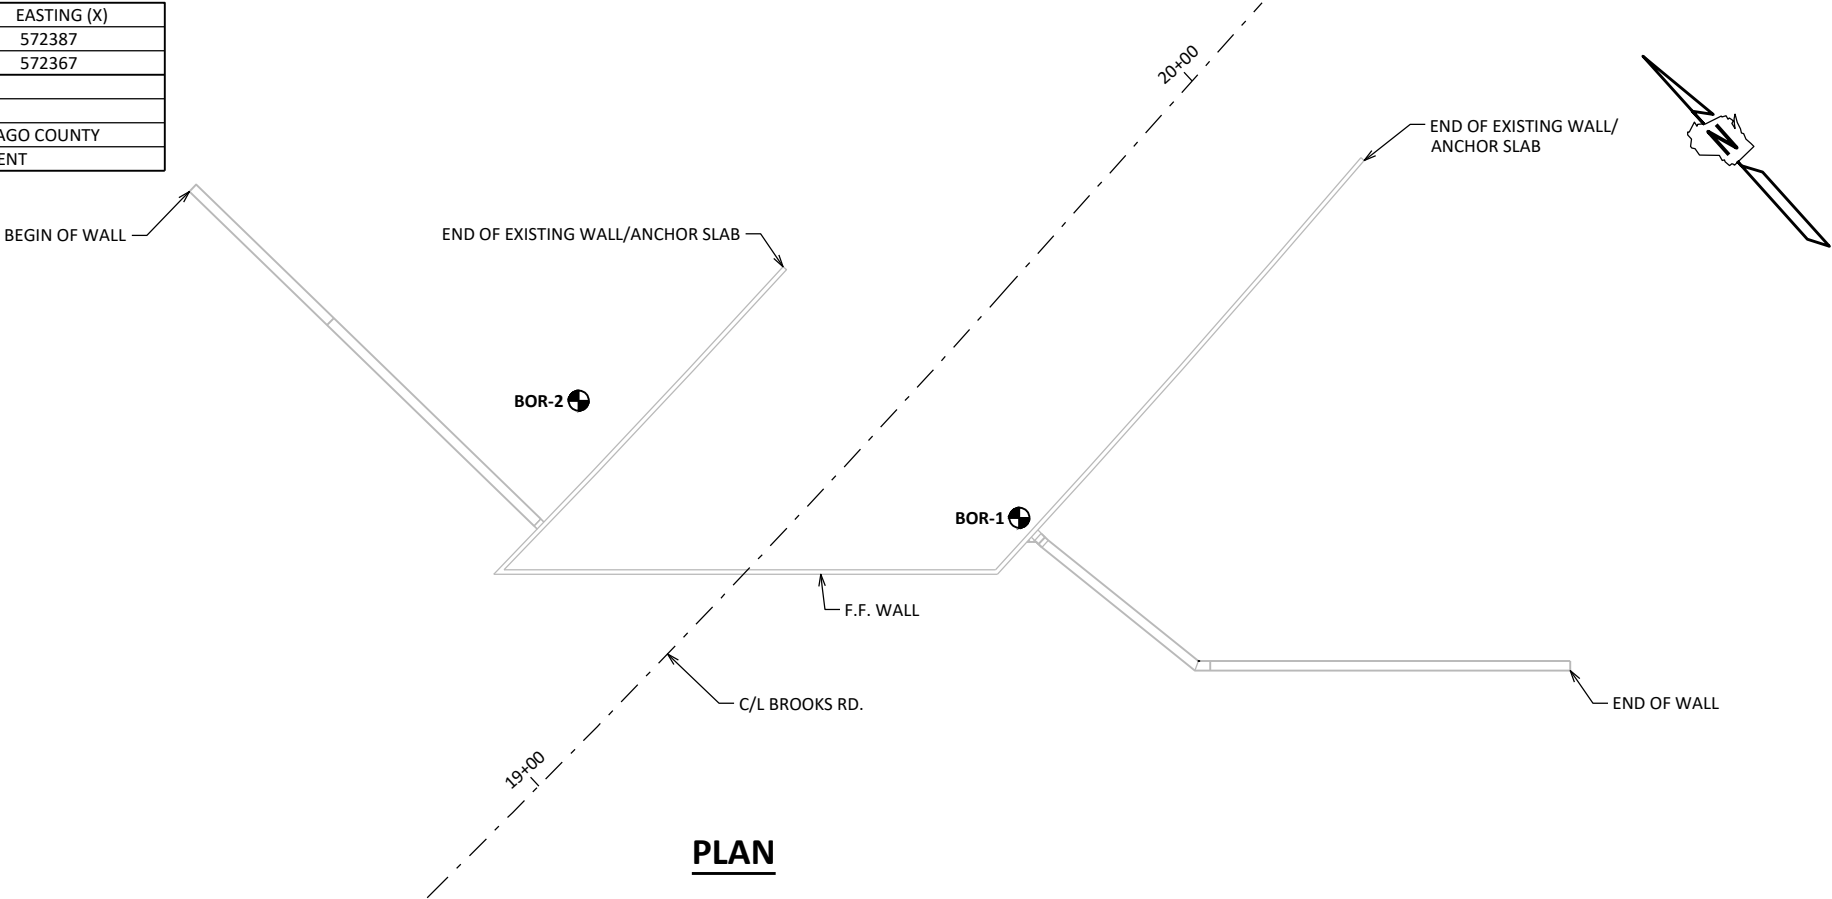 EASTING (X)
572387
572367
AGO COUNTY
ENT
20+00
N
END OF EXISTING WALL/
ANCHOR SLAB
BEGIN OF WALL
END OF EXISTING WALL/ANCHOR SLAB
BOR-2
BOR-1
F.F. WALL
C/L BROOKS RD.
END OF WALL
19+00
PLAN